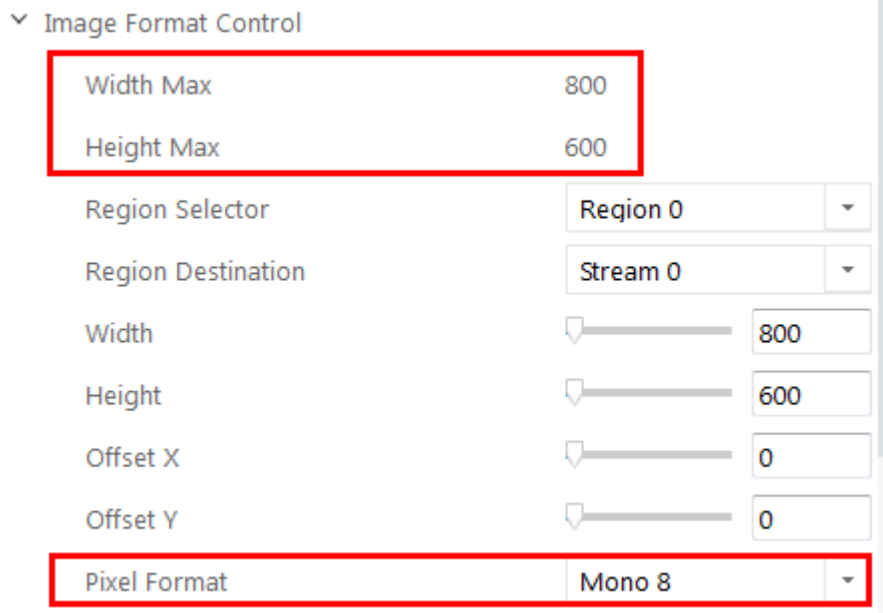 Image Format Control
Width Max 800
Height Max 600
Region Selector Region 0
Region Destination Stream 0
Width 800
Height 600
Offset X 0
Offset Y 0
Pixel Format Mono 8